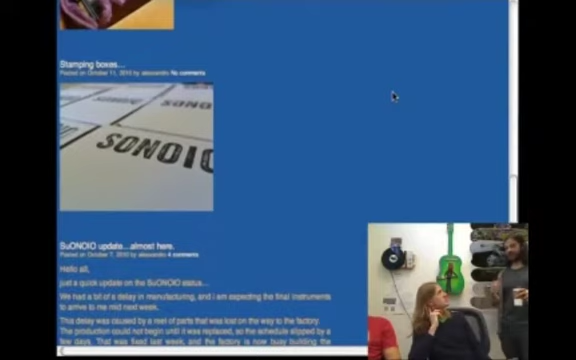 Stamping boxes...
Posted on October 11, 2010 by alessandro No comments
SuONOIO
SuONOIO update...almost here.
Posted on October 7, 2010 by alessandro 4 comments
Hello all,
just a quick update on the SuONOIO status...
We had a bit of a delay in manufacturing, and i am expecting the final instruments
to arrive to me mid next week.
This delay was caused by a reel of parts that was lost on the way to the factory.
The production could not begin until it was replaced, so the schedule slipped by a
few days. That was fixed last week, and the factory is now busy building the